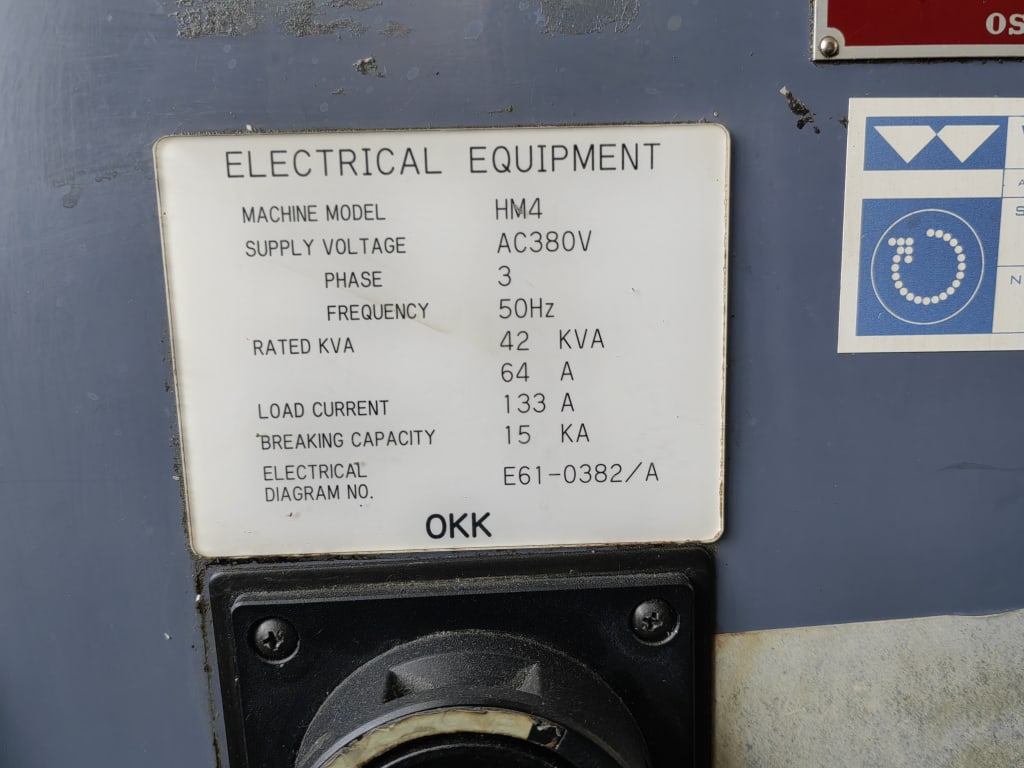 OS
ELECTRICAL EQUIPMENT
MACHINE MODEL HM4
SUPPLY VOLTAGE AC380V
PHASE 3
FREQUENCY 50Hz
RATED KVA 42 KVA
64 A
LOAD CURRENT 133 A
BREAKING CAPACITY 15 KA
ELECTRICAL
DIAGRAM NO. E61-0382/A
OKK